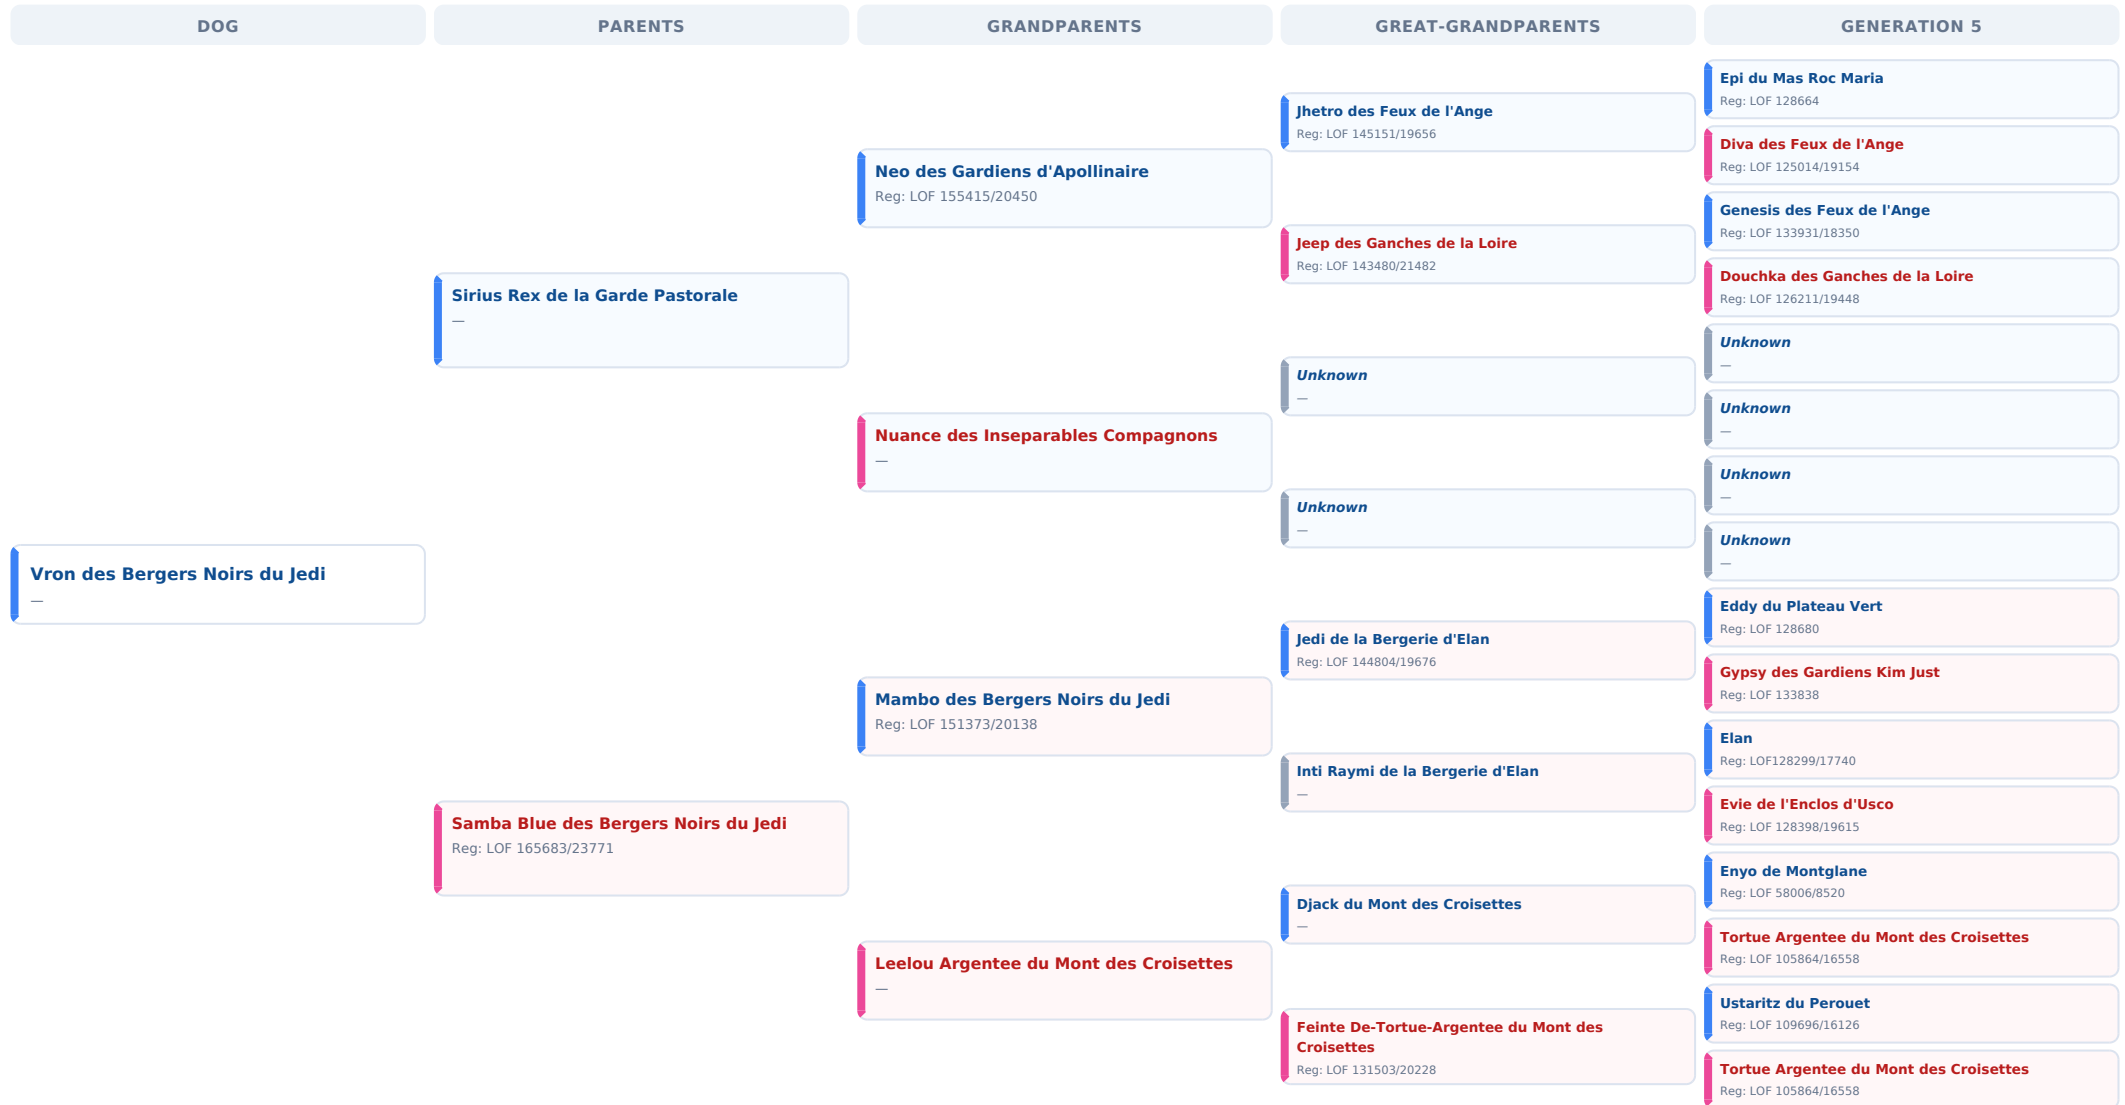 DOG
PARENTS
GRANDPARENTS
GREAT-GRANDPARENTS
GENERATION 5
Vron des Bergers Noirs du Jedi
—
Sirius Rex de la Garde Pastorale
—
Samba Blue des Bergers Noirs du Jedi
Reg: LOF 165683/23771
Neo des Gardiens d'Apollinaire
Reg: LOF 155415/20450
Nuance des Inseparables Compagnons
—
Mambo des Bergers Noirs du Jedi
Reg: LOF 151373/20138
Leelou Argentee du Mont des Croisettes
—
Jhetro des Feux de l'Ange
Reg: LOF 145151/19656
Jeep des Ganches de la Loire
Reg: LOF 143480/21482
Unknown
—
Unknown
—
Jedi de la Bergerie d'Elan
Reg: LOF 144804/19676
Inti Raymi de la Bergerie d'Elan
—
Djack du Mont des Croisettes
—
Feinte De-Tortue-Argentee du Mont des
Croisettes
Reg: LOF 131503/20228
Epi du Mas Roc Maria
Reg: LOF 128664
Diva des Feux de l'Ange
Reg: LOF 125014/19154
Genesis des Feux de l'Ange
Reg: LOF 133931/18350
Douchka des Ganches de la Loire
Reg: LOF 126211/19448
Unknown
—
Unknown
—
Unknown
—
Unknown
—
Eddy du Plateau Vert
Reg: LOF 128680
Gypsy des Gardiens Kim Just
Reg: LOF 133838
Elan
Reg: LOF128299/17740
Evie de l'Enclos d'Usco
Reg: LOF 128398/19615
Enyo de Montglane
Reg: LOF 58006/8520
Tortue Argentee du Mont des Croisettes
Reg: LOF 105864/16558
Ustaritz du Perouet
Reg: LOF 109696/16126
Tortue Argentee du Mont des Croisettes
Reg: LOF 105864/16558